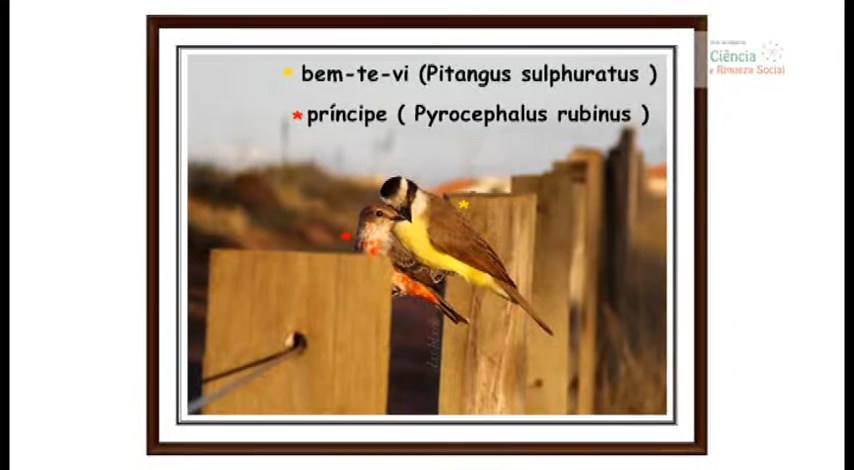 * bem-te-vi (Pitangus sulphuratus )
* príncipe ( Pyrocephalus rubinus )
*
*
Ciência
e Riqueza Social